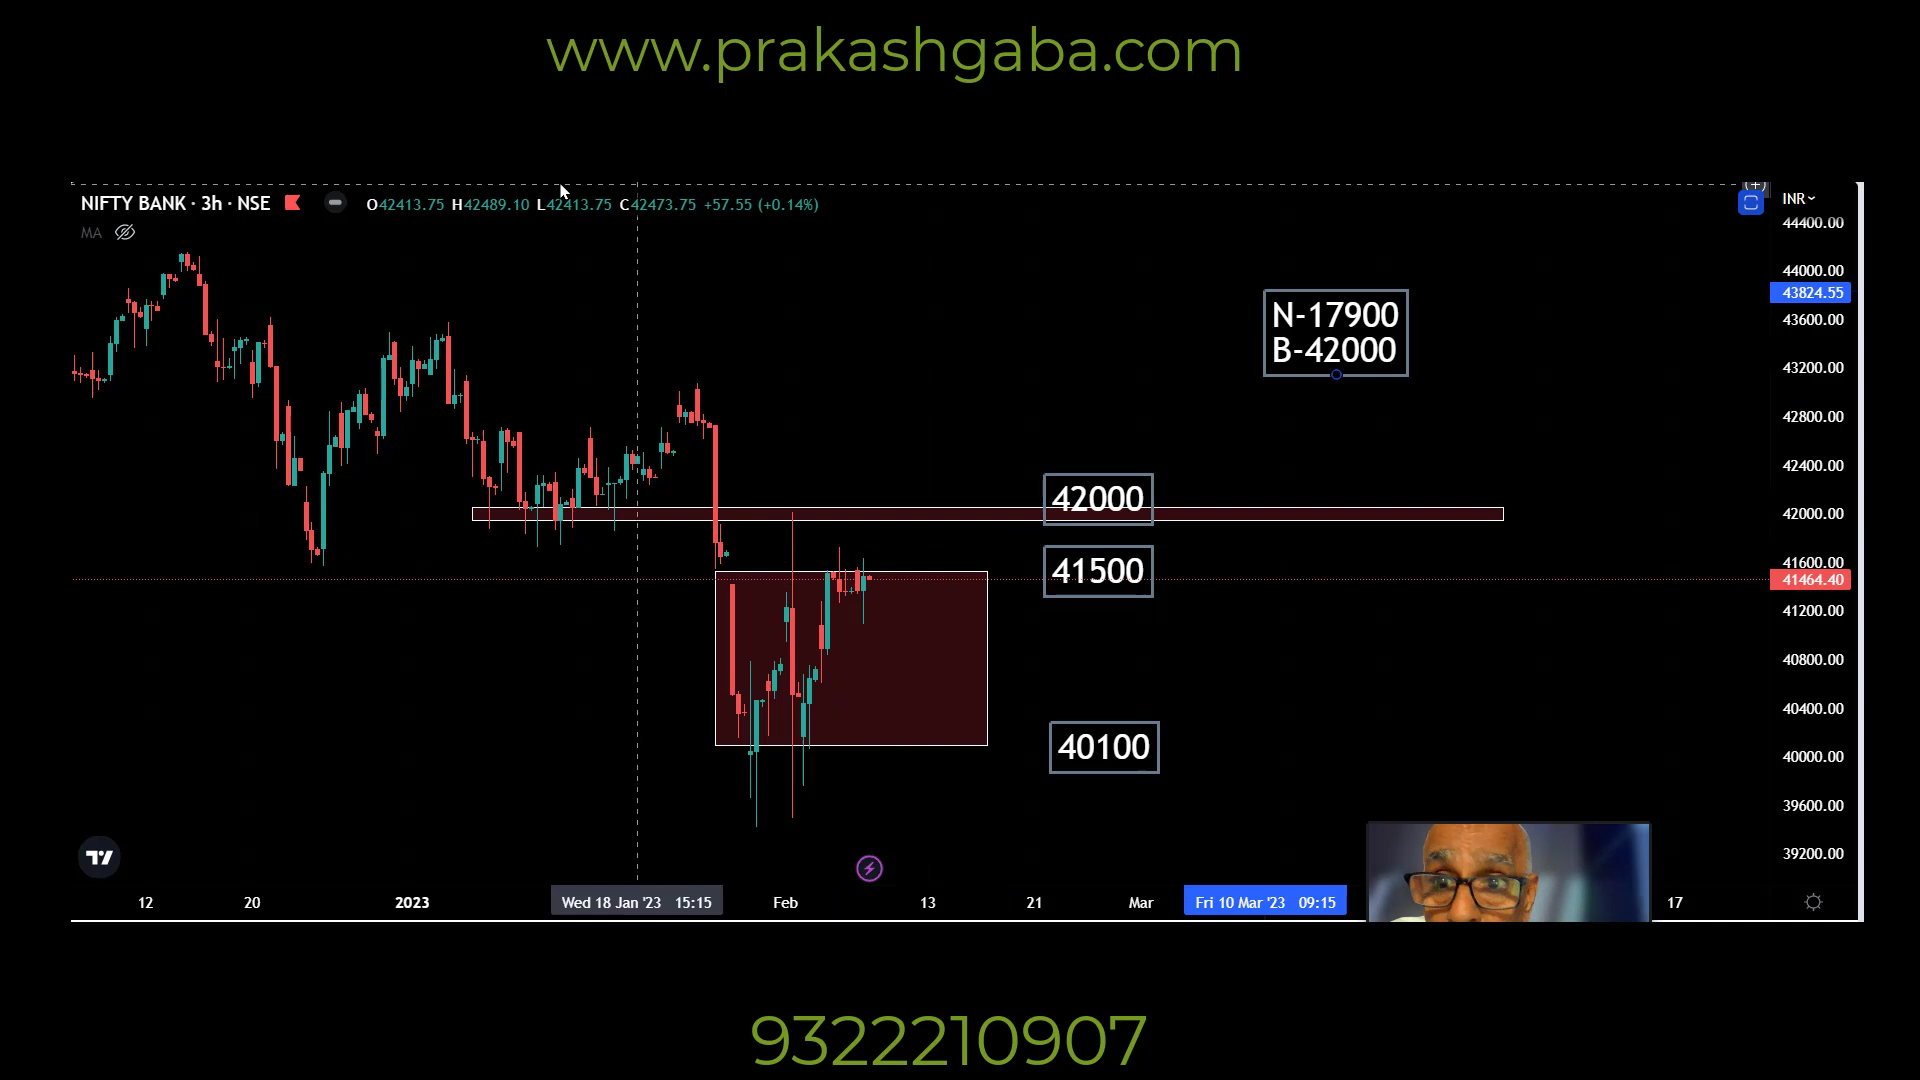 www.prakashgaba.com
NIFTY BANK · 3h · NSE O42413.75 H42489.10 L42413.75 C42473.75 +57.55 (+0.14%)
MA
INR
44400.00
44000.00
43824.55
43600.00
43200.00
42800.00
42400.00
42000.00
41600.00
41464.40
41200.00
40800.00
40400.00
40000.00
39600.00
39200.00
N-17900
B-42000
42000
41500
40100
12 20 2023 Wed 18 Jan '23 15:15 Feb 13 21 Mar Fri 10 Mar '23 09:15 17
9322210907